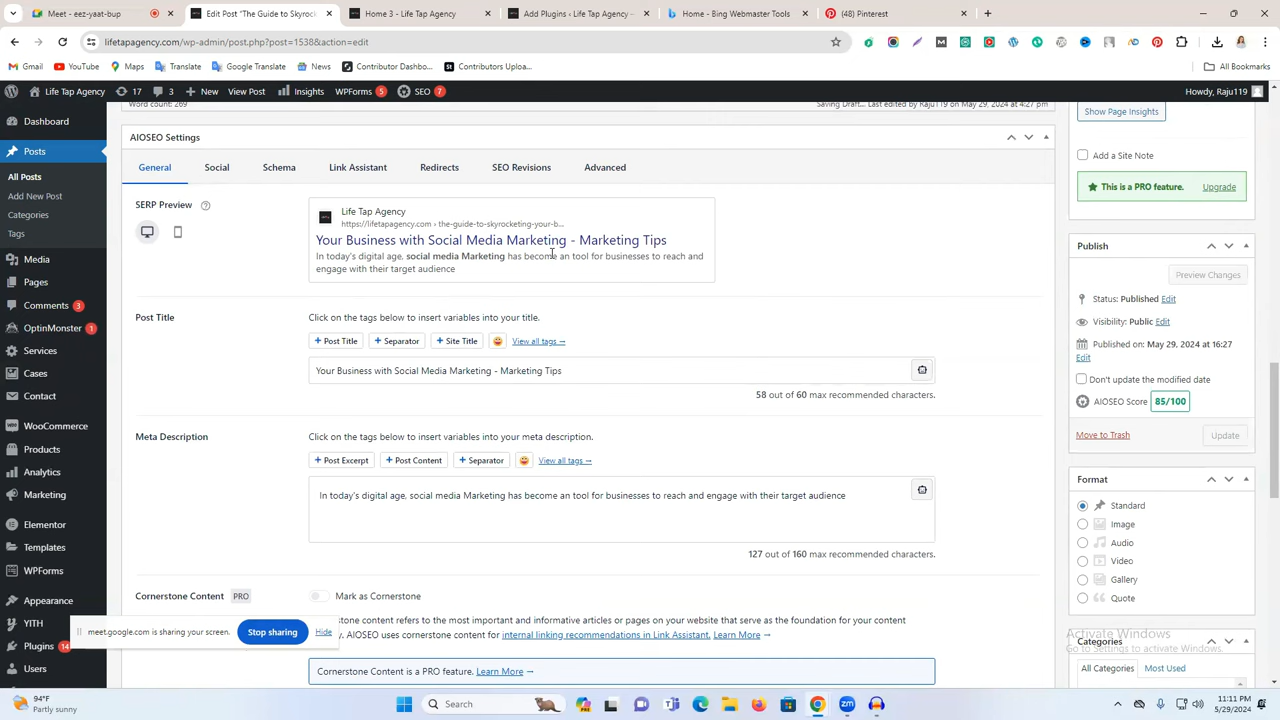 Meet - eez-yaat-buq
Edit Post "The Guide to Skyrock
Home 3 - Life Tap Agency
Add Plugins ‹ Life Tap Agency —
Home - Bing Webmaster Tools
(48) Pinterest
lifetapagency.com/wp-admin/post.php?post=1538&action=edit
Gmail YouTube Maps Translate Google Translate News Contributor Dashbo... Contributors Uploa... All Bookmarks
Life Tap Agency 17 3 New View Post Insights WPForms 5 SEO 7 Howdy, Raju119
Dashboard
Posts
All Posts
Add New Post
Categories
Tags
Media
Pages
Comments 3
OptinMonster 1
Services
Cases
Contact
WooCommerce
Products
Analytics
Marketing
Elementor
Templates
WPForms
Appearance
YITH
Plugins 14
Users
Word count: 269 Saving Draft... Last edited by Raju119 on May 29, 2024 at 4:27 pm
AIOSEO Settings
General Social Schema Link Assistant Redirects SEO Revisions Advanced
SERP Preview
Life Tap Agency
https://lifetapagency.com › the-guide-to-skyrocketing-your-b...
Your Business with Social Media Marketing - Marketing Tips
In today's digital age, social media Marketing has become an tool for businesses to reach and
engage with their target audience
Post Title
Click on the tags below to insert variables into your title.
+ Post Title + Separator + Site Title View all tags →
Your Business with Social Media Marketing - Marketing Tips
58 out of 60 max recommended characters.
Meta Description
Click on the tags below to insert variables into your meta description.
+ Post Excerpt + Post Content + Separator View all tags →
In today's digital age, social media Marketing has become an tool for businesses to reach and engage with their target audience
127 out of 160 max recommended characters.
Cornerstone Content PRO Mark as Cornerstone
stone content refers to the most important and informative articles or pages on your website that serve as the foundation for your content
y. AIOSEO uses cornerstone content for internal linking recommendations in Link Assistant. Learn More →
Cornerstone Content is a PRO feature. Learn More →
meet.google.com is sharing your screen. Stop sharing Hide
Show Page Insights
Add a Site Note
This is a PRO feature. Upgrade
Publish
Preview Changes
Status: Published Edit
Visibility: Public Edit
Published on: May 29, 2024 at 16:27
Edit
Don't update the modified date
AIOSEO Score 85/100
Move to Trash Update
Format
Standard
Image
Audio
Video
Gallery
Quote
Activate Windows
Go to Settings to activate Windows.
Categories
All Categories Most Used
94°F
Partly sunny
Search
11:11 PM
5/29/2024